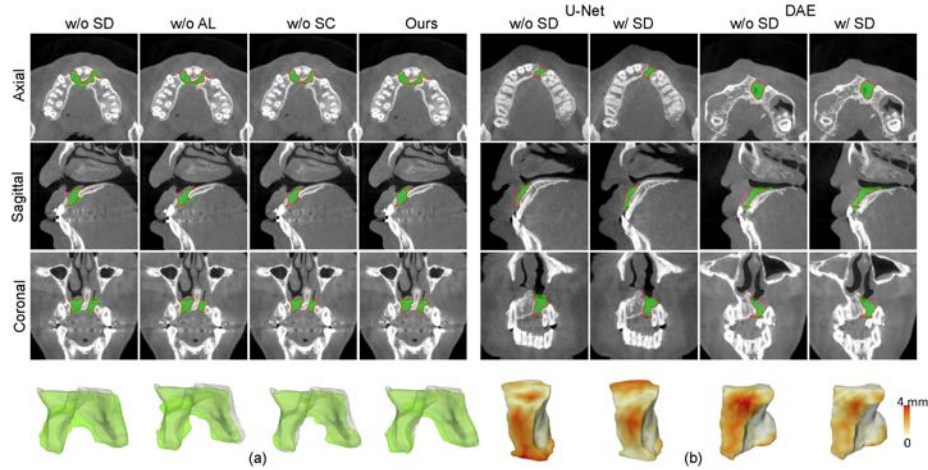 U-Net DAE
w/o SD w/o AL w/o SC Ours w/o SD w/ SD w/o SD w/ SD
Axial
Sagittal
Coronal
4 mm
0
(a) (b)